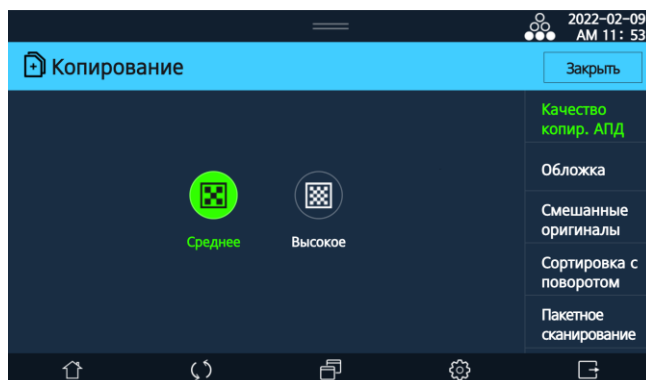 2022-02-09
AM 11: 53
Копирование
Закрыть
Качество
копир. АПД
Обложка
Смешанные
оригиналы
Среднее
Высокое
Сортировка с
поворотом
Пакетное
сканирование